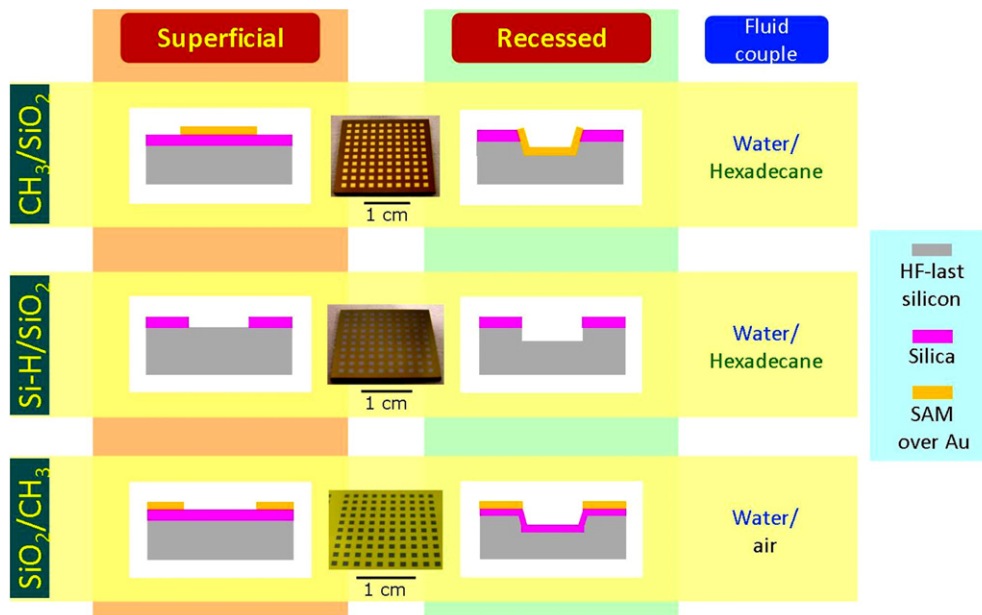 Superficial
Recessed
Fluid
couple
CH₃/SiO₂
1 cm
Water/
Hexadecane
Si-H/SiO₂
1 cm
Water/
Hexadecane
SiO₂/CH₃
1 cm
Water/
air
HF-last
silicon
Silica
SAM
over Au